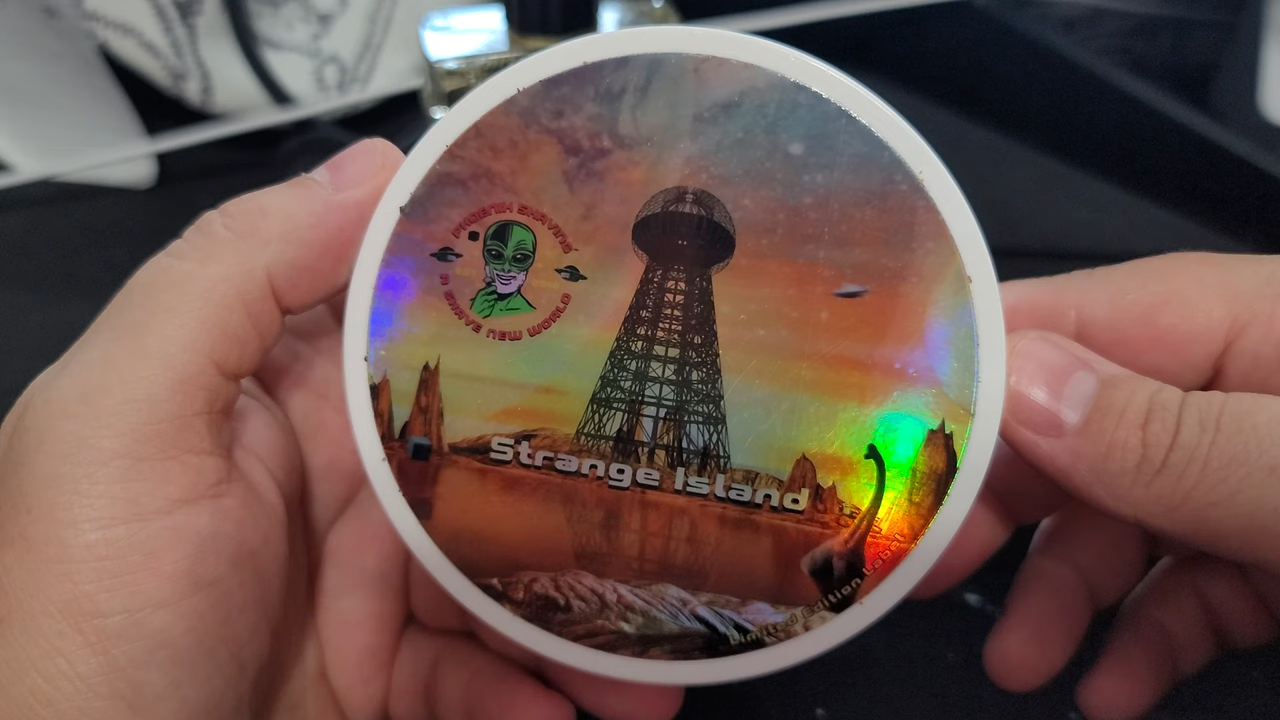 PHOENIX SHAVING
A SHAVE NEW WORLD
Strange Island
Limited Edition Label